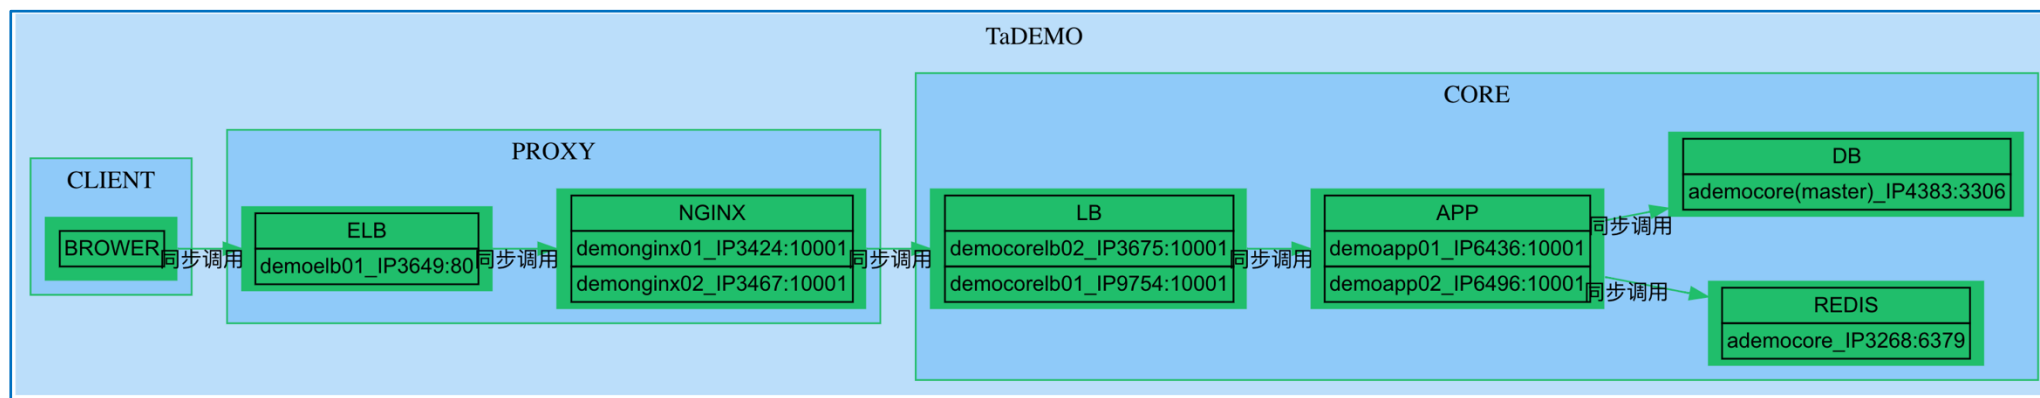 TaDEMO
CLIENT
BROWER
同步调用
PROXY
ELB
demoelb01_IP3649:80
同步调用
NGINX
demonginx01_IP3424:10001
demonginx02_IP3467:10001
同步调用
CORE
LB
democorelb02_IP3675:10001
democorelb01_IP9754:10001
同步调用
APP
demoapp01_IP6436:10001
demoapp02_IP6496:10001
同步调用
DB
ademocore(master)_IP4383:3306
同步调用
REDIS
ademocore_IP3268:6379